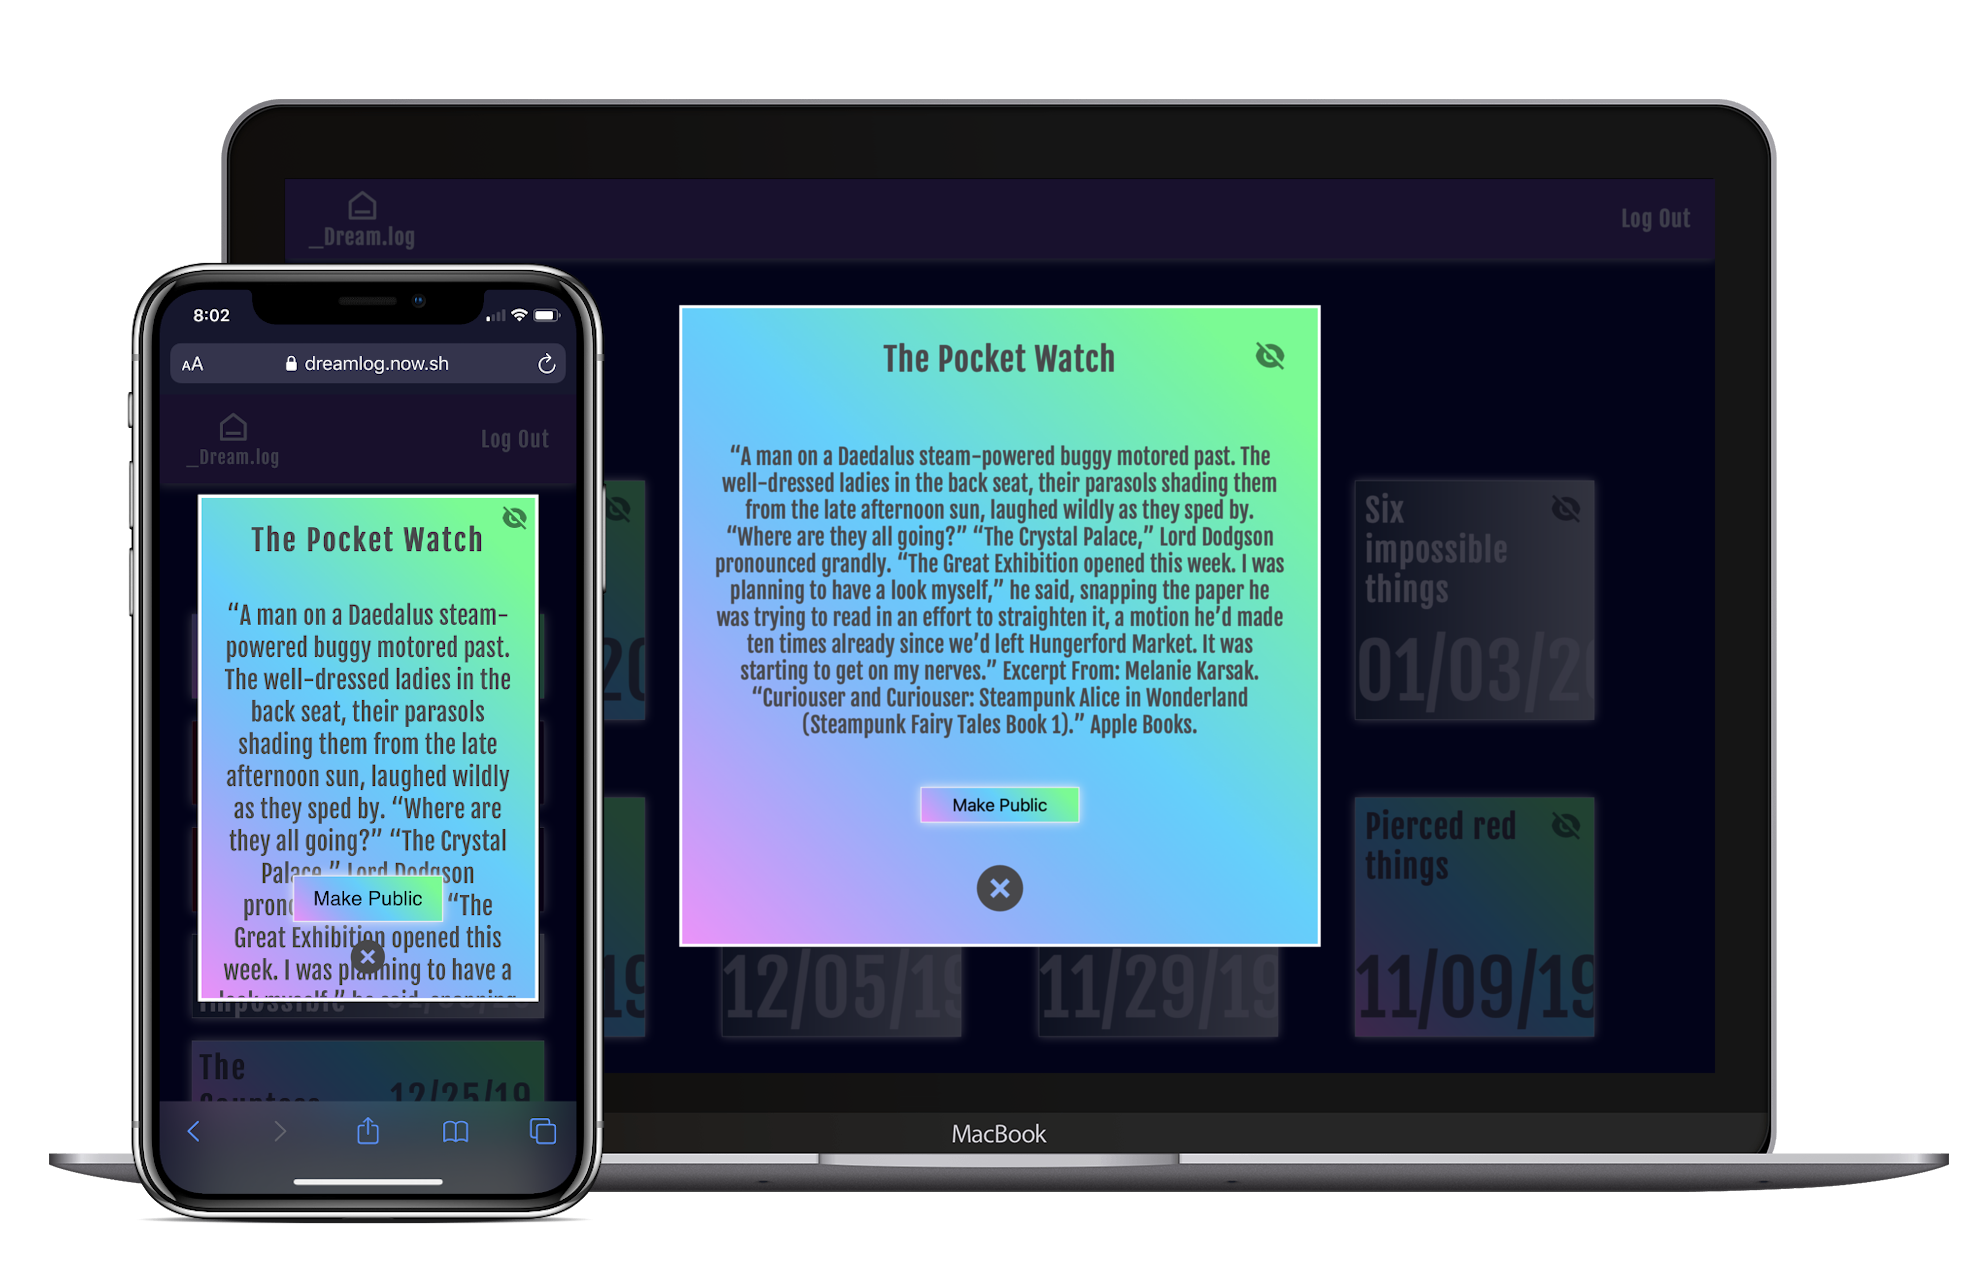 __Dream.log
Log Out
The Pocket Watch
“A man on a Daedalus steam-powered buggy motored past. The
well-dressed ladies in the back seat, their parasols shading them
from the late afternoon sun, laughed wildly as they sped by.
“Where are they all going?” “The Crystal Palace,” Lord Dodgson
pronounced grandly. “The Great Exhibition opened this week. I was
planning to have a look myself,” he said, snapping the paper he
was trying to read in an effort to straighten it, a motion he’d made
ten times already since we’d left Hungerford Market. It was
starting to get on my nerves.” Excerpt From: Melanie Karsak.
“Curiouser and Curiouser: Steampunk Alice in Wonderland
(Steampunk Fairy Tales Book 1).” Apple Books.
Make Public
Six
impossible
things
01/03/20
Pierced red
things
12/05/19
11/29/19
11/09/19
MacBook
8:02
AA
dreamlog.now.sh
__Dream.log
Log Out
The Pocket Watch
“A man on a Daedalus steam-
powered buggy motored past.
The well-dressed ladies in the
back seat, their parasols
shading them from the late
afternoon sun, laughed wildly
as they sped by. “Where are
they all going?” “The Crystal
Palace,” Lord Dodgson
Make Public
“The
Great Exhibition opened this
week. I was planning to have a
look myself,” he said, snapping
impossible
The
Countess
12/25/19